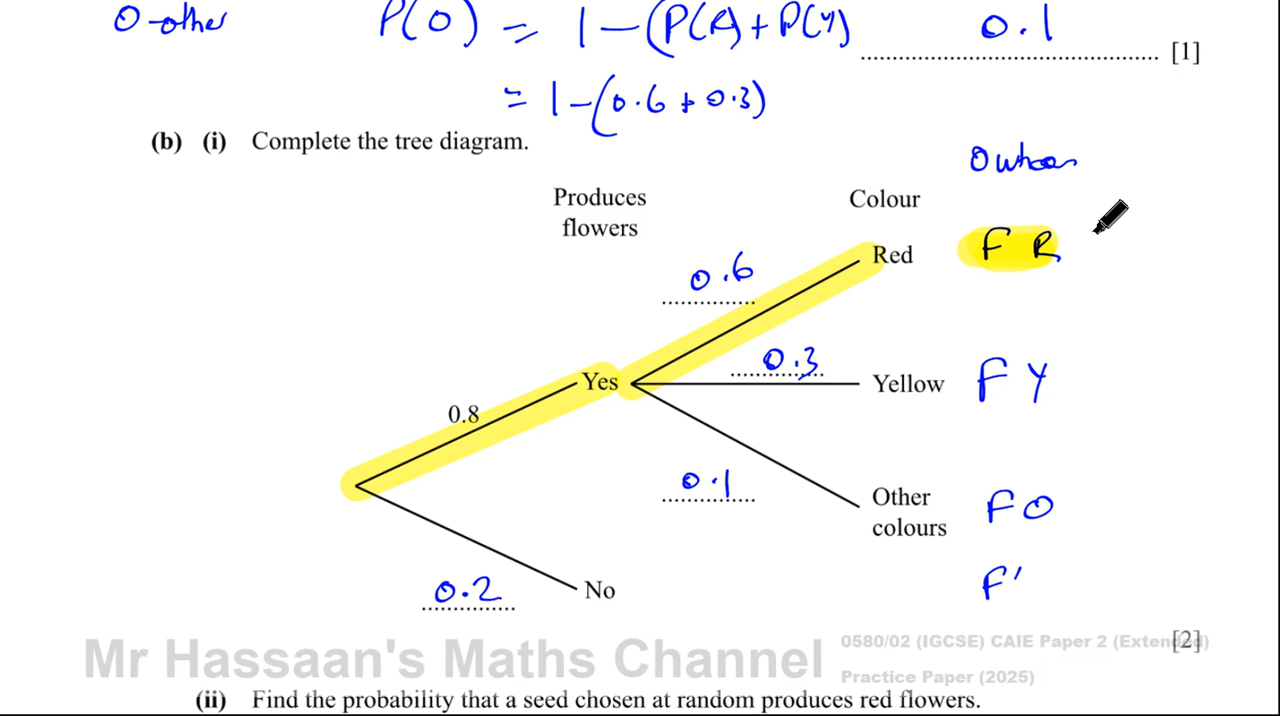 O-other P(O) = 1-(P(R)+P(Y) 0.1
[1]
= 1-(0.6+0.3)
(b) (i) Complete the tree diagram.
Produces flowers
Colour
0.6
Red F R
0.3
Yes
Yellow F Y
0.8
0.1
Other colours F O
0.2
No
F'
[2]
Mr Hassaan's Maths Channel
0580/02 (IGCSE) CAIE Paper 2 (Extended)
Practice Paper (2025)
(ii) Find the probability that a seed chosen at random produces red flowers.